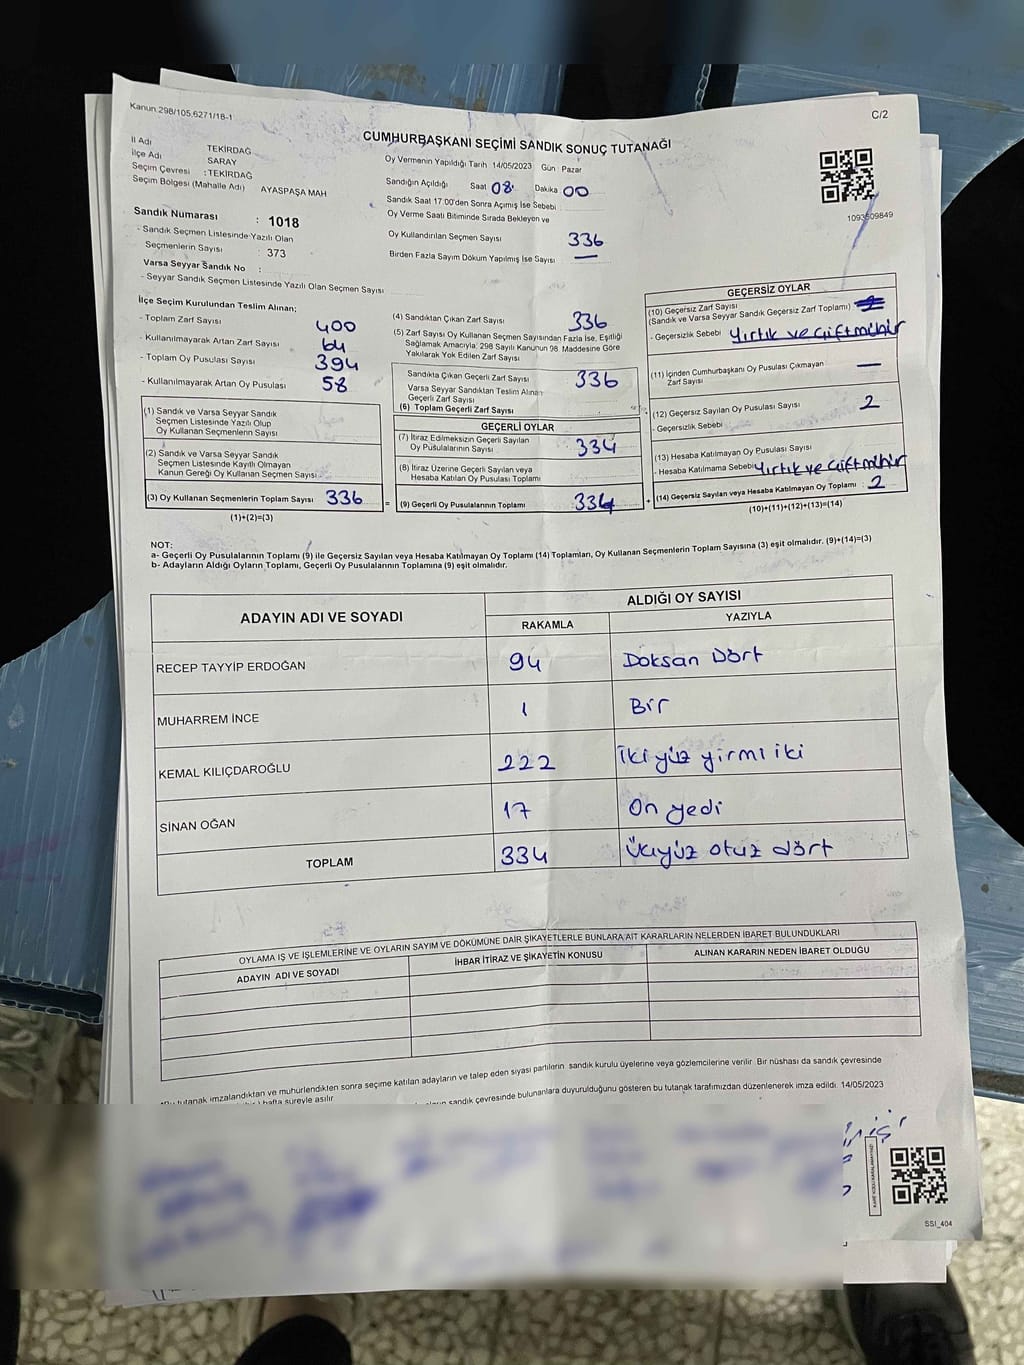 Kanun 298/105,6271/18-1
C/2
CUMHURBAŞKANI SEÇİMİ SANDIK SONUÇ TUTANAĞI
İl Adı TEKİRDAĞ
İlçe Adı SARAY
Seçim Çevresi : TEKİRDAĞ
Seçim Bölgesi (Mahalle Adı) AYASPAŞA MAH
Oy Vermenin Yapıldığı Tarih 14/05/2023 Gün : Pazar
Sandığın Açıldığı Saat 08 Dakika 00
Sandık Saat 17:00'den Sonra Açımış İse Sebebi
Oy Verme Saati Bitiminde Sırada Bekleyon ve
Oy Kullandırılan Seçmen Sayısı 336
Birden Fazla Sayım Döküm Yapılmış İse Sayısı —
1093509849
Sandık Numarası : 1018
- Sandık Seçmen Listesinde Yazılı Olan
Seçmenlerin Sayısı : 373
Varsa Seyyar Sandık No :
- Seyyar Sandık Seçmen Listesinde Yazılı Olan Seçmen Sayısı
İlçe Seçim Kurulundan Teslim Alınan;
- Toplam Zarf Sayısı 400
- Kullanılmayarak Artan Zarf Sayısı 64
- Toplam Oy Pusulası Sayısı 394
- Kullanılmayarak Artan Oy Pusulası 58
(1) Sandık ve Varsa Seyyar Sandık
Seçmen Listesinde Yazılı Olup
Oy Kullanan Seçmenlerin Sayısı
(2) Sandık ve Varsa Seyyar Sandık
Seçmen Listesinde Kayıtlı Olmayan
Kanun Gereği Oy Kullanan Seçmen Sayısı
(3) Oy Kullanan Seçmenlerin Toplam Sayısı 336
(1)+(2)=(3)
(4) Sandıktan Çıkan Zarf Sayısı 336
(5) Zarf Sayısı Oy Kullanan Seçmen Sayısından Fazla İse, Eşitliği
Sağlamak Amacıyla; 298 Sayılı Kanunun 98. Maddesine Göre
Yakılarak Yok Edilen Zarf Sayısı
Sandıkta Çıkan Geçerli Zarf Sayısı 336
Varsa Seyyar Sandıktan Teslim Alınan
Geçerli Zarf Sayısı
(6) Toplam Geçerli Zarf Sayısı
GEÇERLİ OYLAR
(7) İtiraz Edilmeksizin Geçerli Sayılan
Oy Pusulalarının Sayısı 334
(8) İtiraz Üzerine Geçerli Sayılan veya
Hesaba Katılan Oy Pusulası Toplamı
= (9) Geçerli Oy Pusulalarının Toplamı 334
GEÇERSİZ OYLAR
(10) Geçersiz Zarf Sayısı
(Sandık ve Varsa Seyyar Sandık Geçersiz Zarf Toplamı)
- Geçersizlik Sebebi : Yırtık ve Çift mühür
(11) İçinden Cumhurbaşkanı Oy Pusulası Çıkmayan —
Zarf Sayısı
(12) Geçersiz Sayılan Oy Pusulası Sayısı 2
- Geçersizlik Sebebi :
(13) Hesaba Katılmayan Oy Pusulası Sayısı
- Hesaba Katılmama Sebebi Yırtık ve Çift mühür
+ (14) Geçersiz Sayılan veya Hesaba Katılmayan Oy Toplamı : 2
(10)+(11)+(12)+(13)=(14)
NOT:
a- Geçerli Oy Pusulalarının Toplamı (9) ile Geçersiz Sayılan veya Hesaba Katılmayan Oy Toplamı (14) Toplamları, Oy Kullanan Seçmenlerin Toplam Sayısına (3) eşit olmalıdır. (9)+(14)=(3)
b- Adayların Aldığı Oyların Toplamı, Geçerli Oy Pusulalarının Toplamına (9) eşit olmalıdır.
ADAYIN ADI VE SOYADI
ALDIĞI OY SAYISI
RAKAMLA YAZIYLA
RECEP TAYYİP ERDOĞAN 94 Doksan Dört
MUHARREM İNCE 1 Bir
KEMAL KILIÇDAROĞLU 222 İki yüz yirmi iki
SİNAN OĞAN 17 On yedi
TOPLAM 334 Üçyüz otuz dört
OYLAMA İŞ VE İŞLEMLERİNE VE OYLARIN SAYIM VE DÖKÜMÜNE DAİR ŞİKAYETLERLE BUNLARA AİT KARARLARIN NELERDEN İBARET BULUNDUKLARI
ADAYIN ADI VE SOYADI İHBAR İTİRAZ VE ŞİKAYETİN KONUSU ALINAN KARARIN NEDEN İBARET OLDUĞU
tutanak imzalandıktan ve mühürlendikten sonra seçime katılan adayların ve talep eden siyasi partilerin sandık kurulu üyelerine veya gözlemcilerine verilir. Bir nüshası da sandık çevresinde
hafta süreyle asılır.
sandık çevresinde bulunanlara duyurulduğunu gösteren bu tutanak tarafımızdan düzenlenerek imza edildi. 14/05/2023
SSI_404